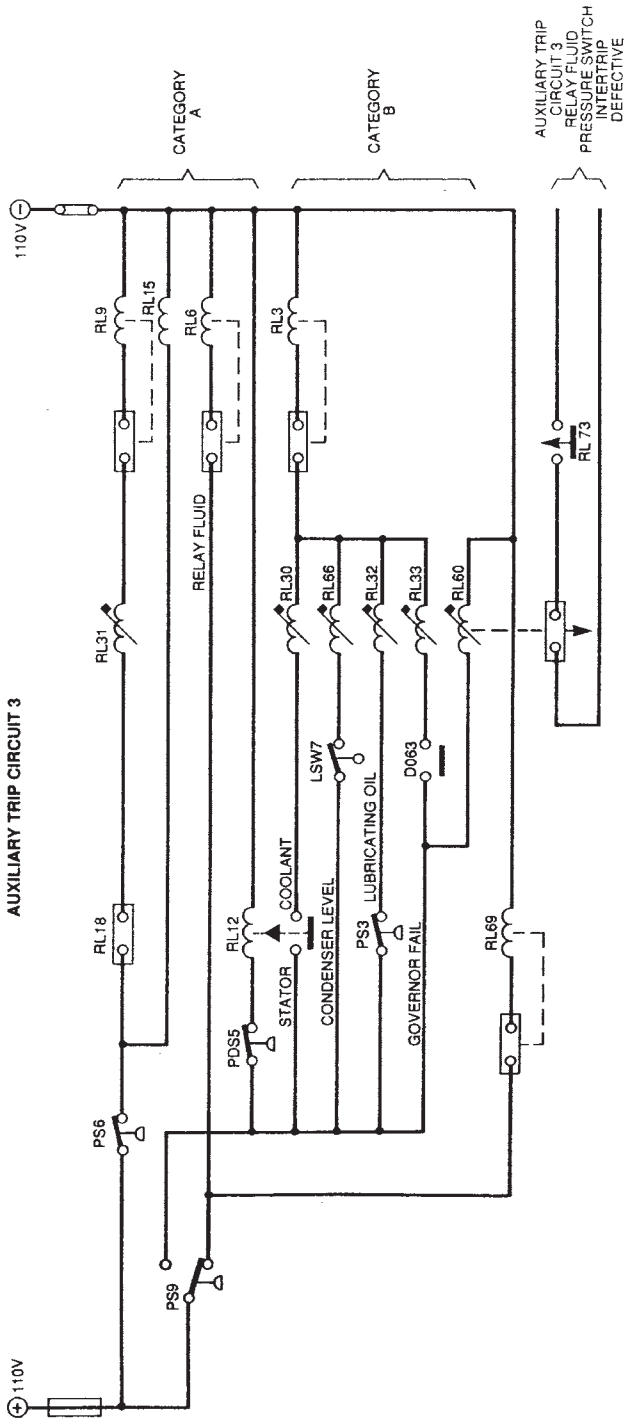 AUXILIARY TRIP CIRCUIT 3
+ 110V
110V −
PS6
RL18
RL31
RL9
RL15
CATEGORY
A
PS9
RELAY FLUID
RL6
PDS5
RL12
STATOR
COOLANT
RL30
RL3
CONDENSER LEVEL
LSW7
RL66
CATEGORY
B
PS3
LUBRICATING OIL
RL32
GOVERNOR FAIL
D063
RL33
RL60
RL69
RL 73
AUXILIARY TRIP
CIRCUIT 3
RELAY FLUID
PRESSURE SWITCH
INTERTRIP
DEFECTIVE